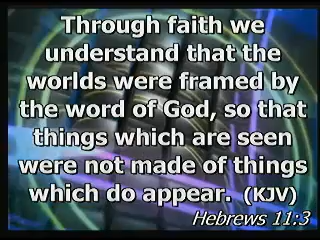 Through faith we
understand that the
worlds were framed by
the word of God, so that
things which are seen
were not made of things
which do appear. (KJV)
Hebrews 11:3